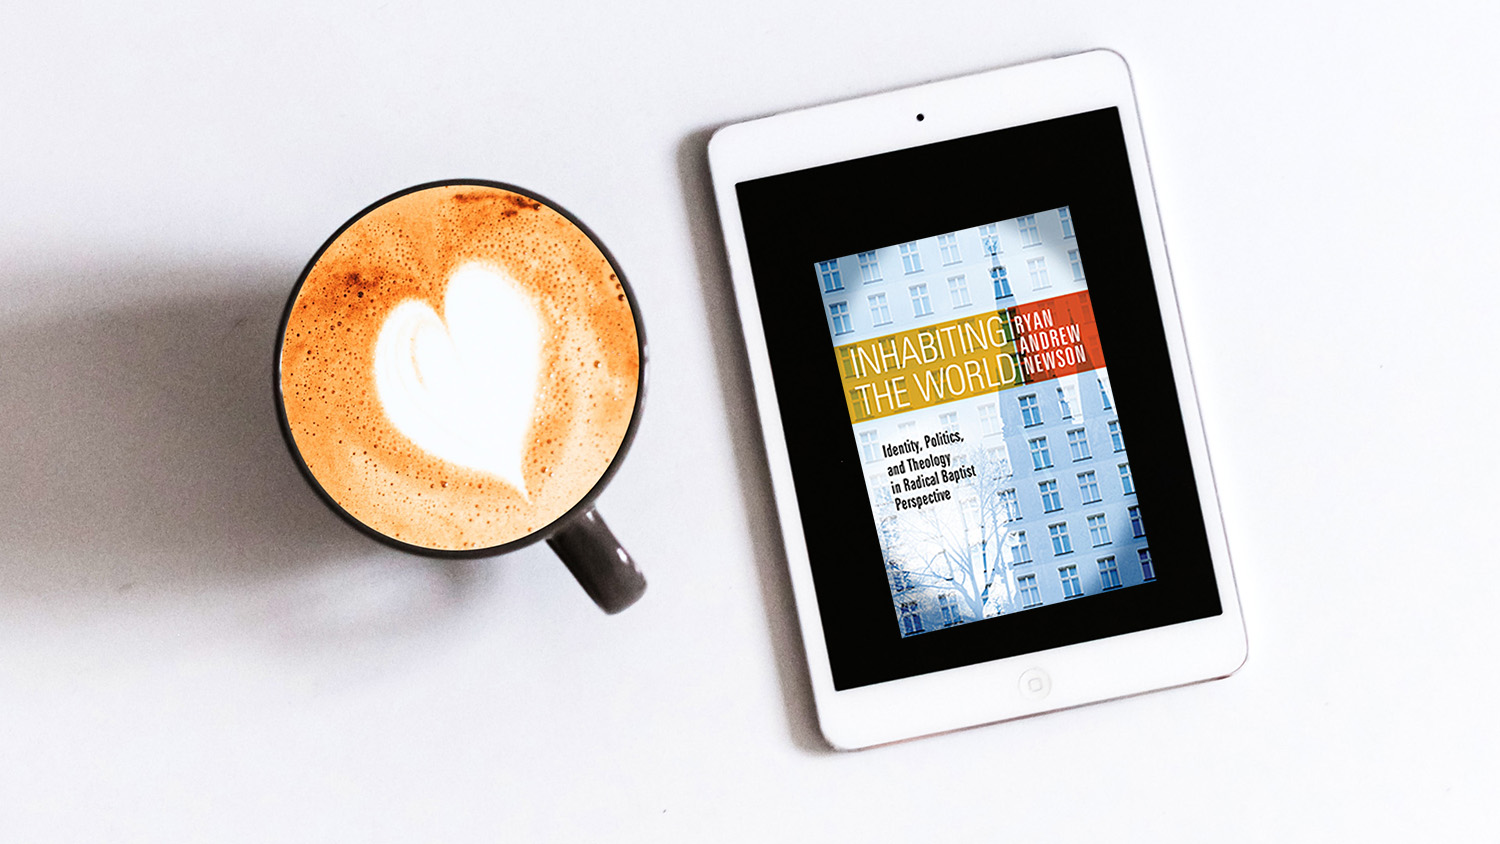 INHABITING
THE WORLD
RYAN
ANDREW
NEWSON
Identity, Politics,
and Theology
in Radical Baptist
Perspective